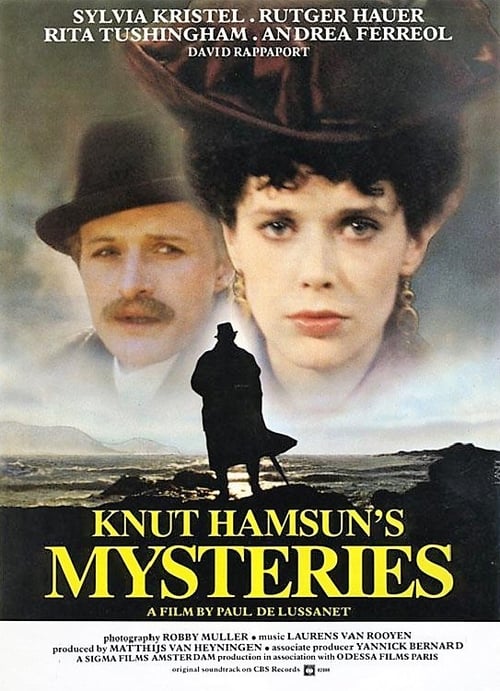 SYLVIA KRISTEL . RUTGER HAUER
RITA TUSHINGHAM . ANDREA FERREOL
DAVID RAPPAPORT
KNUT HAMSUN'S
MYSTERIES
A FILM BY PAUL DE LUSSANET
photography ROBBY MULLER • music LAURENS VAN ROOYEN
produced by MATTHIJS VAN HEYNINGEN • associate producer YANNICK BERNARD
A SIGMA FILMS AMSTERDAM production in association with ODESSA FILMS PARIS
original soundtrack on CBS Records